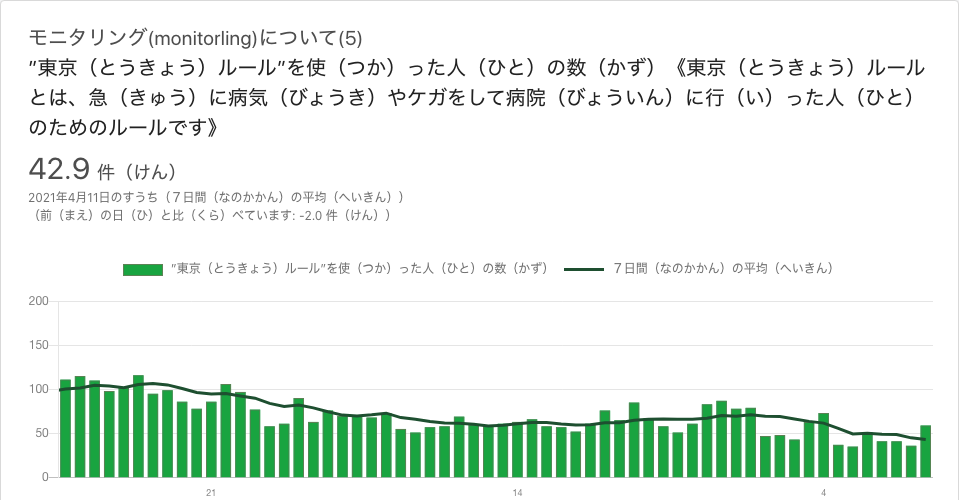 モニタリング(monitorling)について(5)
”東京（とうきょう）ルール”を使（つか）った人（ひと）の数（かず）《東京（とうきょう）ルール
とは、急（きゅう）に病気（びょうき）やケガをして病院（びょういん）に行（い）った人（ひと）
のためのルールです》
42.9 件（けん）
2021年4月11日のすうち（７日間（なのかかん）の平均（へいきん））
（前（まえ）の日（ひ）と比（くら）べています: -2.0 件（けん））
”東京（とうきょう）ルール”を使（つか）った人（ひと）の数（かず） ７日間（なのかかん）の平均（へいきん）
200
150
100
50
0
21 14 4